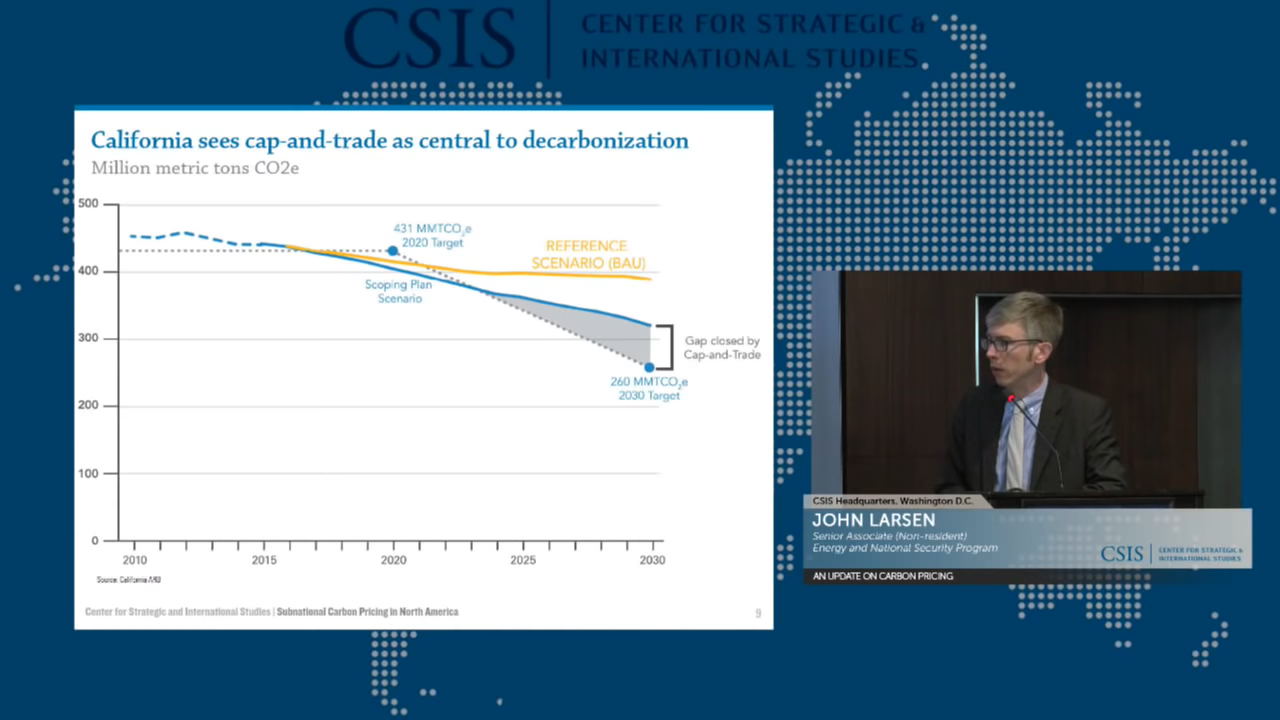 CSIS
CENTER FOR STRATEGIC &
INTERNATIONAL STUDIES
California sees cap-and-trade as central to decarbonization
Million metric tons CO2e
500
400
300
200
100
0
431 MMTCO2e
2020 Target
REFERENCE
SCENARIO (BAU)
Scoping Plan
Scenario
Gap closed by
Cap-and-Trade
260 MMTCO2e
2030 Target
2010 2015 2020 2025 2030
Source: California ARB
Center for Strategic and International Studies | Subnational Carbon Pricing in North America 9
CSIS Headquarters, Washington D.C.
JOHN LARSEN
Senior Associate (Non-resident)
Energy and National Security Program
CSIS
CENTER FOR STRATEGIC &
INTERNATIONAL STUDIES
AN UPDATE ON CARBON PRICING